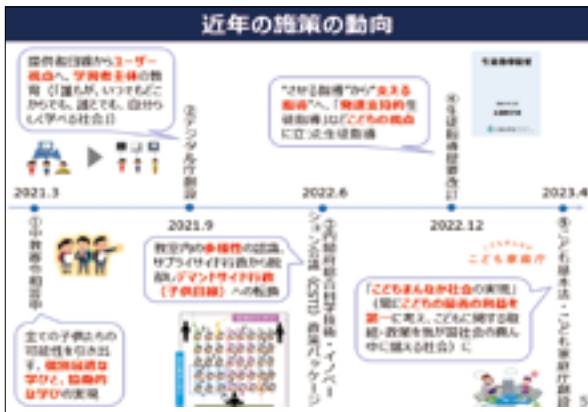 近年の施策の動向
提供者目線からユーザー
視点へ、学習者主体の教
育(「誰もが、いつでもどこ
からでも、誰とでも、自分ら
しく学べる社会」)
②デジタル庁創設
"させる指導"から"支える
指導"へ、「発達支持的生
徒指導」などこどもの視点
に立った生徒指導
④生徒指導提要改訂
生徒指導提要
2021.3
2022.6
2023.4
2021.9
2022.12
①中教審の起答申
全ての子供たちの
可能性を引き出
す、個別最適な
学びと、協働的
な学びの実現
教室内の多様性の認識、
サプライサイド行政から脱
却しデマンドサイド行政
(子供目線)への転換
③内閣府総合科学技術・イノベー
ション会議(CSTI)政策パッケージ
こども家庭庁
「こどもまんなか社会の実現」
(常にこどもの最善の利益を
第一に考え、こどもに関する取
組・政策を我が国社会の真ん
中に据える社会)に
⑤こども基本法・こども家庭庁創設